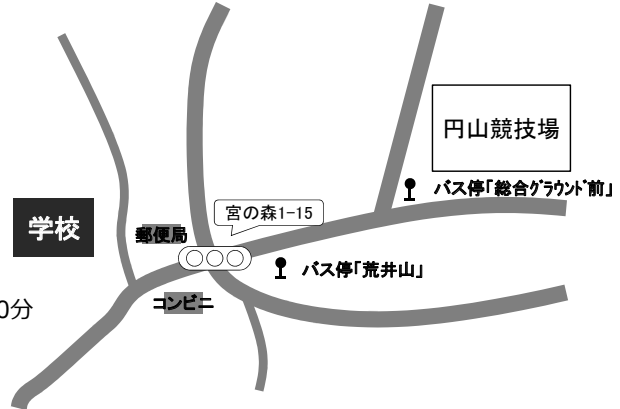 円山競技場
バス停「総合グラウンド前」
宮の森1-15
学校
郵便局
バス停「荒井山」
コンビニ
0分